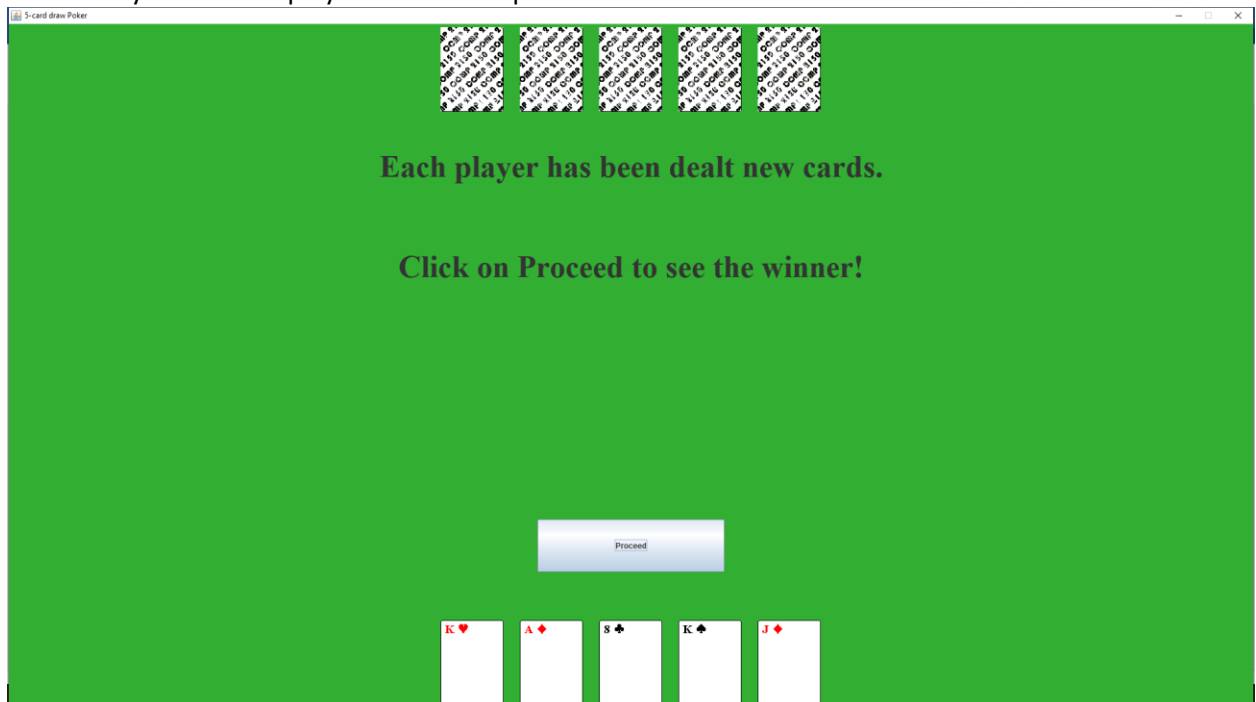 5-card draw Poker
Each player has been dealt new cards.
Click on Proceed to see the winner!
Proceed
K ♥ A ♦ 8 ♣ K ♠ J ♦